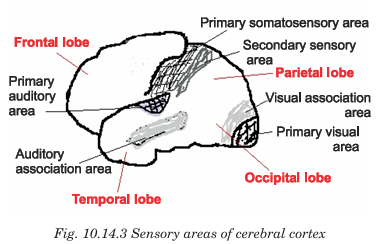 Primary somatosensory area
Frontal lobe
Secondary sensory
area
Parietal lobe
Primary
auditory
area
Visual association
area
Primary visual
area
Auditory
association area
Occipital lobe
Temporal lobe
Fig. 10.14.3 Sensory areas of cerebral cortex